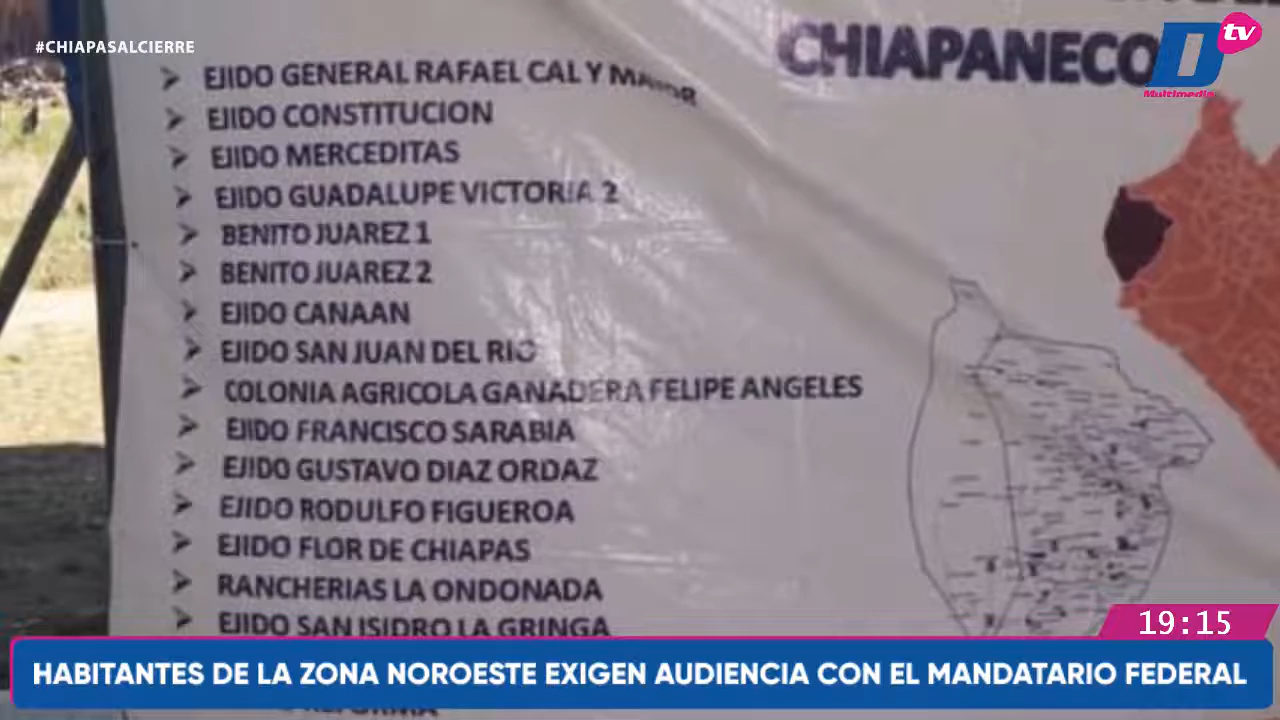 #CHIAPASALCIERRE
CHIAPANECO
D tv
Multimedia
EJIDO GENERAL RAFAEL CAL Y MAYOR
EJIDO CONSTITUCION
EJIDO MERCEDITAS
EJIDO GUADALUPE VICTORIA 2
BENITO JUAREZ 1
BENITO JUAREZ 2
EJIDO CANAAN
EJIDO SAN JUAN DEL RIO
COLONIA AGRICOLA GANADERA FELIPE ANGELES
EJIDO FRANCISCO SARABIA
EJIDO GUSTAVO DIAZ ORDAZ
EJIDO RODULFO FIGUEROA
EJIDO FLOR DE CHIAPAS
RANCHERIAS LA ONDONADA
EJIDO SAN ISIDRO LA GRINGA
19:15
HABITANTES DE LA ZONA NOROESTE EXIGEN AUDIENCIA CON EL MANDATARIO FEDERAL